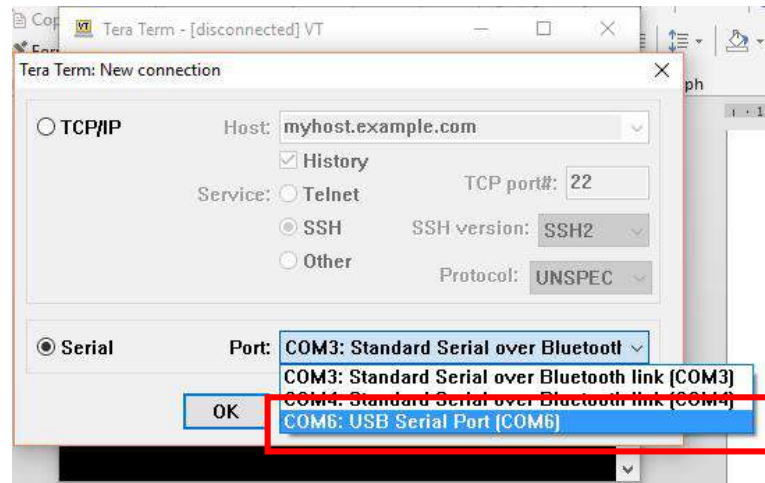 Cop
Tera Term - [disconnected] VT
Tera Term: New connection
ph
TCP/IP
Host: myhost.example.com
History
Service: Telnet
TCP port#: 22
SSH
SSH version: SSH2
Other
Protocol: UNSPEC
Serial
Port: COM3: Standard Serial over Bluetooth
COM3: Standard Serial over Bluetooth link (COM3)
COM4: Standard Serial over Bluetooth link (COM4)
OK
COM6: USB Serial Port (COM6)